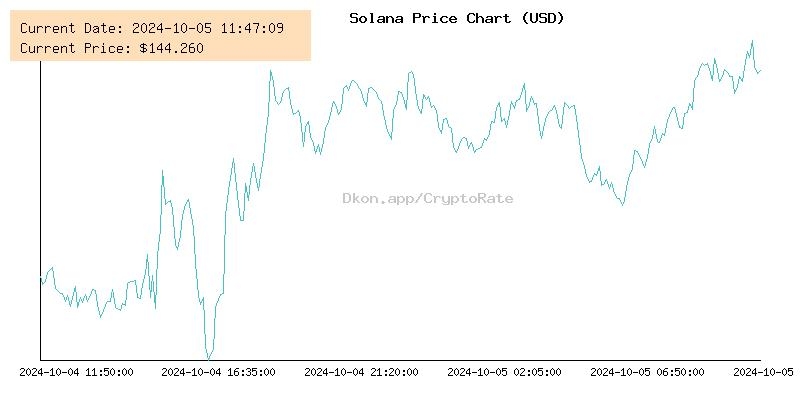 Solana Price Chart (USD)
Current Date: 2024-10-05 11:47:09
Current Price: $144.260
Dkon.app/CryptoRate
2024-10-04 11:50:00 2024-10-04 16:35:00 2024-10-04 21:20:00 2024-10-05 02:05:00 2024-10-05 06:50:00 2024-10-05